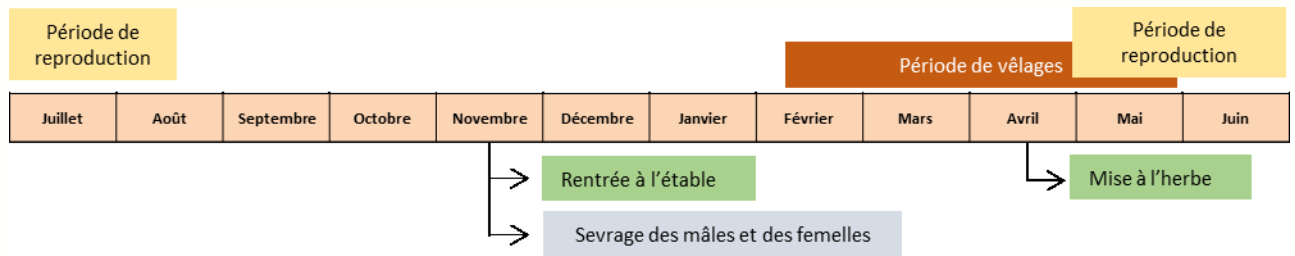 Période de
reproduction
Période de vêlages
Période de
reproduction
Juillet Août Septembre Octobre Novembre Décembre Janvier Février Mars Avril Mai Juin
Rentrée à l'étable
Mise à l'herbe
Sevrage des mâles et des femelles